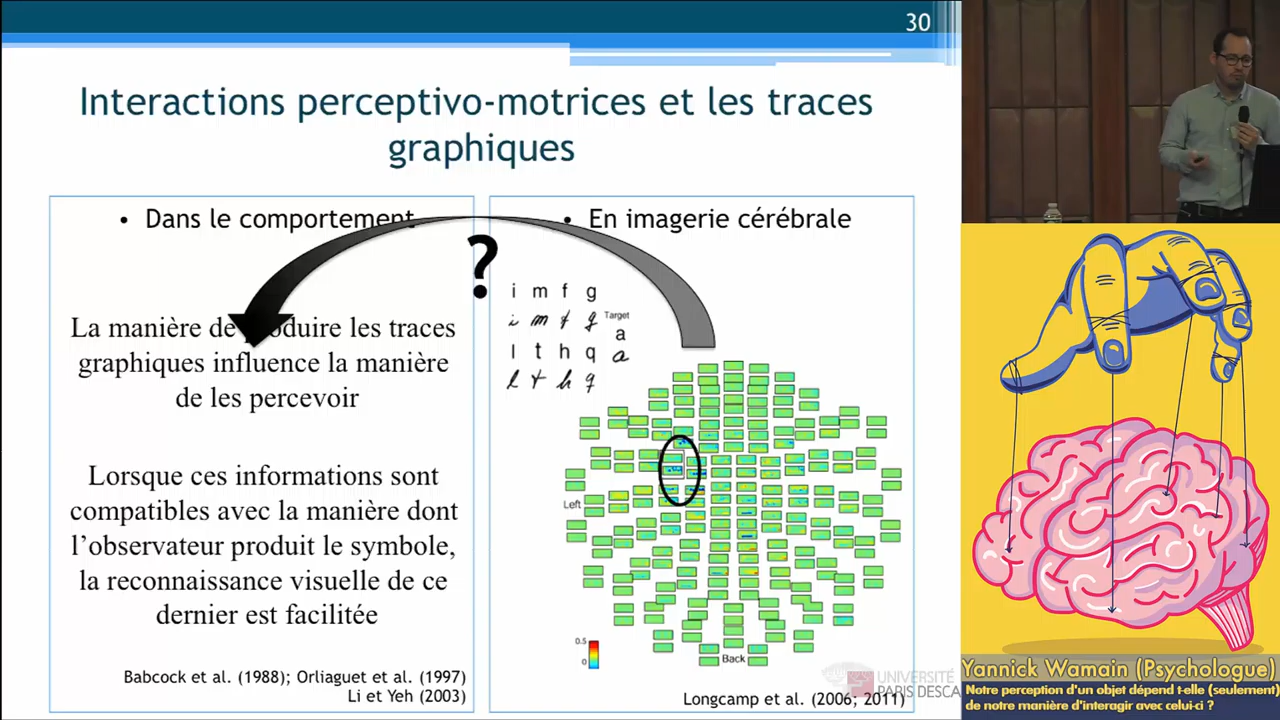 30
Interactions perceptivo-motrices et les traces
graphiques
• Dans le comportement
• En imagerie cérébrale
?
La manière de produire les traces
graphiques influence la manière
de les percevoir
Lorsque ces informations sont
compatibles avec la manière dont
l’observateur produit le symbole,
la reconnaissance visuelle de ce
dernier est facilitée
Babcock et al. (1988); Orliaguet et al. (1997)
Li et Yeh (2003)
i m f g
i m f g Target
a
l t h q
a
l t h q
Left
0.5
0
Back
Longcamp et al. (2006; 2011)
UNIVERSITÉ
PARIS DESCA
Yannick Wamain (Psychologue)
Notre perception d'un objet dépend t-elle (seulement)
de notre manière d'interagir avec celui-ci ?